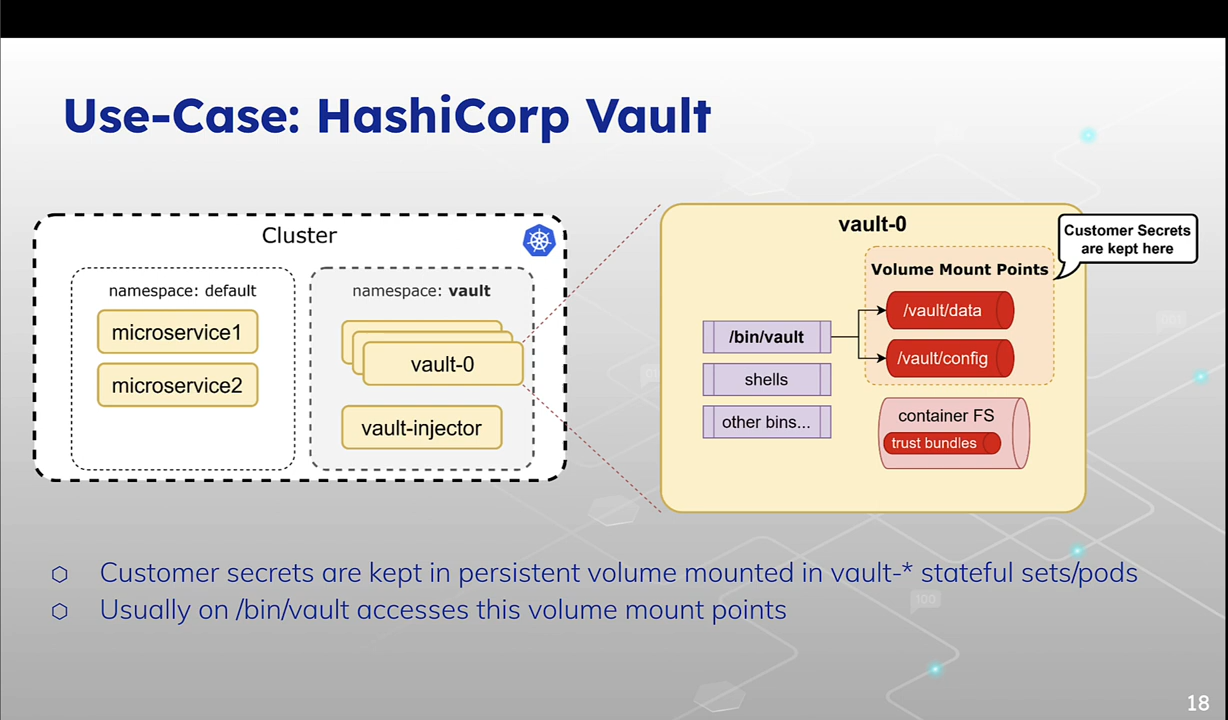 Use-Case: HashiCorp Vault
Cluster
namespace: default
microservice1
microservice2
namespace: vault
vault-0
vault-injector
vault-0
Customer Secrets
are kept here
Volume Mount Points
/vault/data
/bin/vault
/vault/config
shells
other bins...
container FS
trust bundles
Customer secrets are kept in persistent volume mounted in vault-* stateful sets/pods
Usually on /bin/vault accesses this volume mount points
100
18